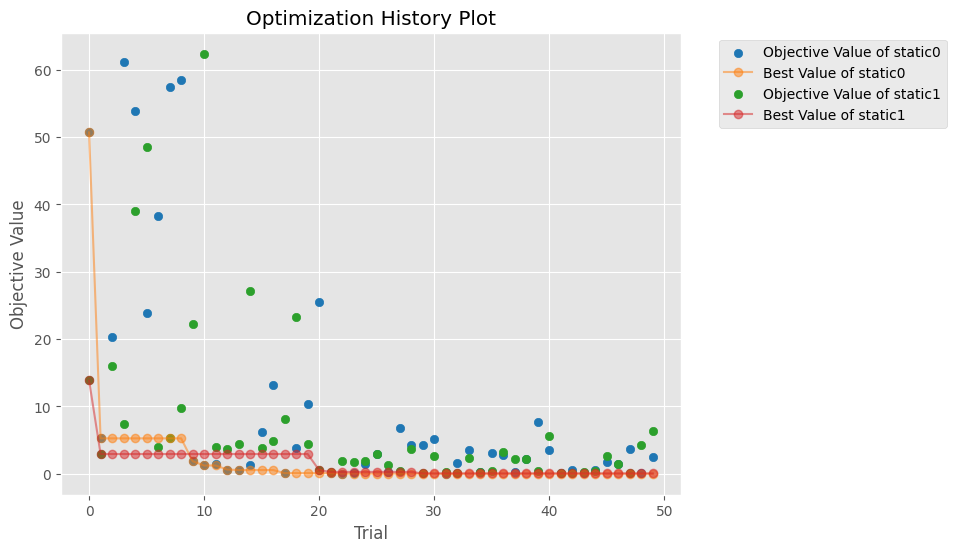 Optimization History Plot
Objective Value
60
50
40
30
20
10
0
0 10 20 30 40 50
Trial
Objective Value of static0
Best Value of static0
Objective Value of static1
Best Value of static1